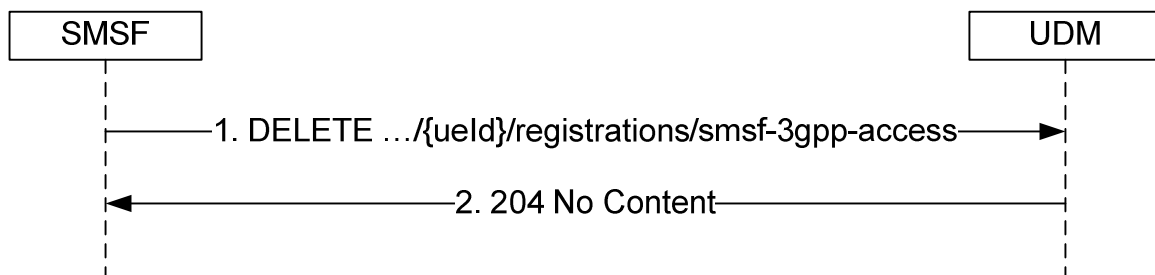 SMSF
UDM
1. DELETE …/{ueId}/registrations/smsf-3gpp-access
2. 204 No Content